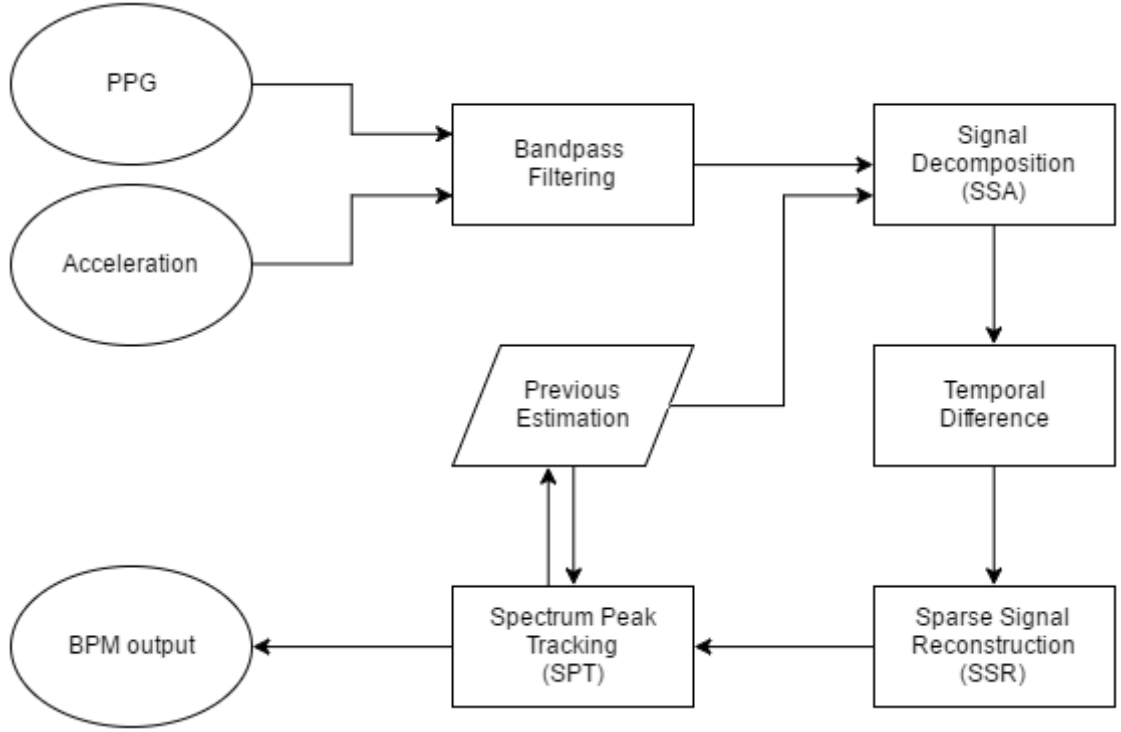 PPG
Acceleration
Bandpass
Filtering
Signal
Decomposition
(SSA)
Previous
Estimation
Temporal
Difference
BPM output
Spectrum Peak
Tracking
(SPT)
Sparse Signal
Reconstruction
(SSR)